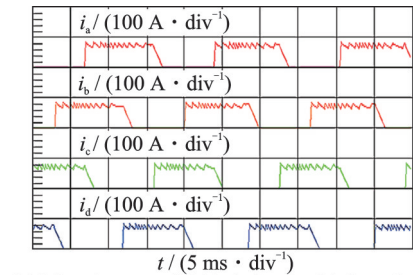 i_a / (100 A · div⁻¹)
i_b / (100 A · div⁻¹)
i_c / (100 A · div⁻¹)
i_d / (100 A · div⁻¹)
t / (5 ms · div⁻¹)